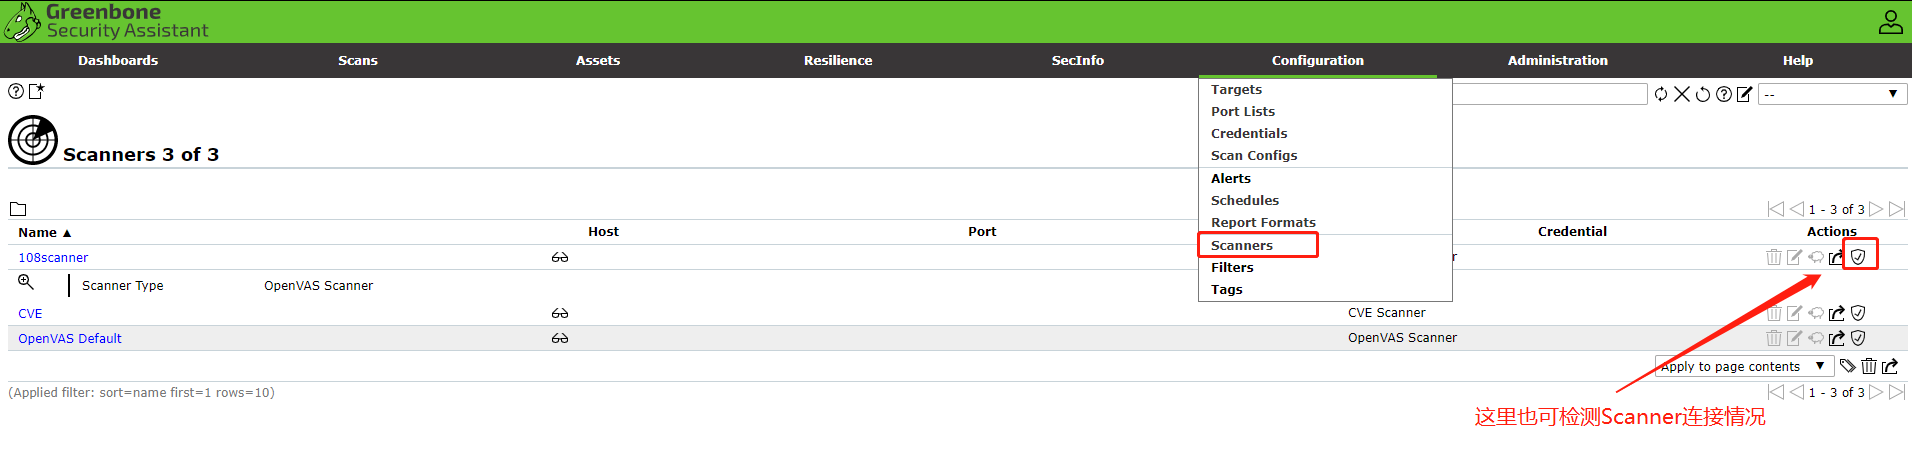 Greenbone
Security Assistant
Dashboards Scans Assets Resilience SecInfo Configuration Administration Help
Targets
Port Lists
Credentials
Scan Configs
Alerts
Schedules
Report Formats
Scanners
Filters
Tags
--
Scanners 3 of 3
1 - 3 of 3
Name ▲ Host Port Credential Actions
108scanner r
Scanner Type OpenVAS Scanner
CVE CVE Scanner
OpenVAS Default OpenVAS Scanner
Apply to page contents
(Applied filter: sort=name first=1 rows=10) 1 - 3 of 3
这里也可检测Scanner连接情况